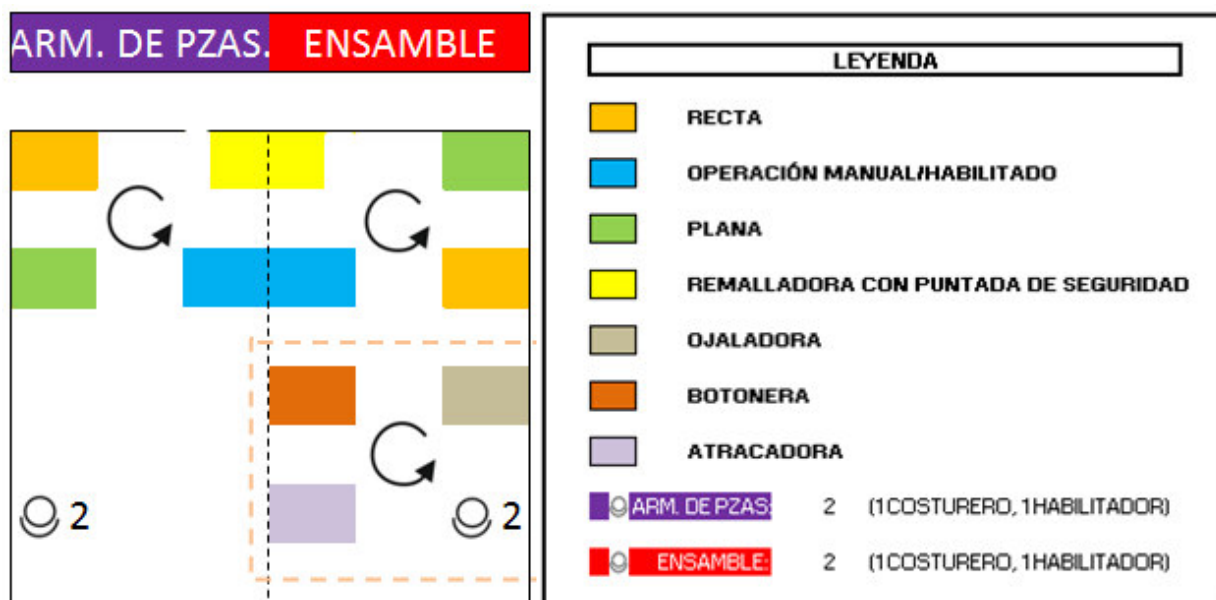 ARM. DE PZAS.
ENSAMBLE
2
2
LEYENDA
RECTA
OPERACIÓN MANUAL/HABILITADO
PLANA
REMALLADORA CON PUNTADA DE SEGURIDAD
OJALADORA
BOTONERA
ATRACADORA
ARM. DE PZAS: 2 (1COSTURERO, 1HABILITADOR)
ENSAMBLE: 2 (1COSTURERO, 1HABILITADOR)